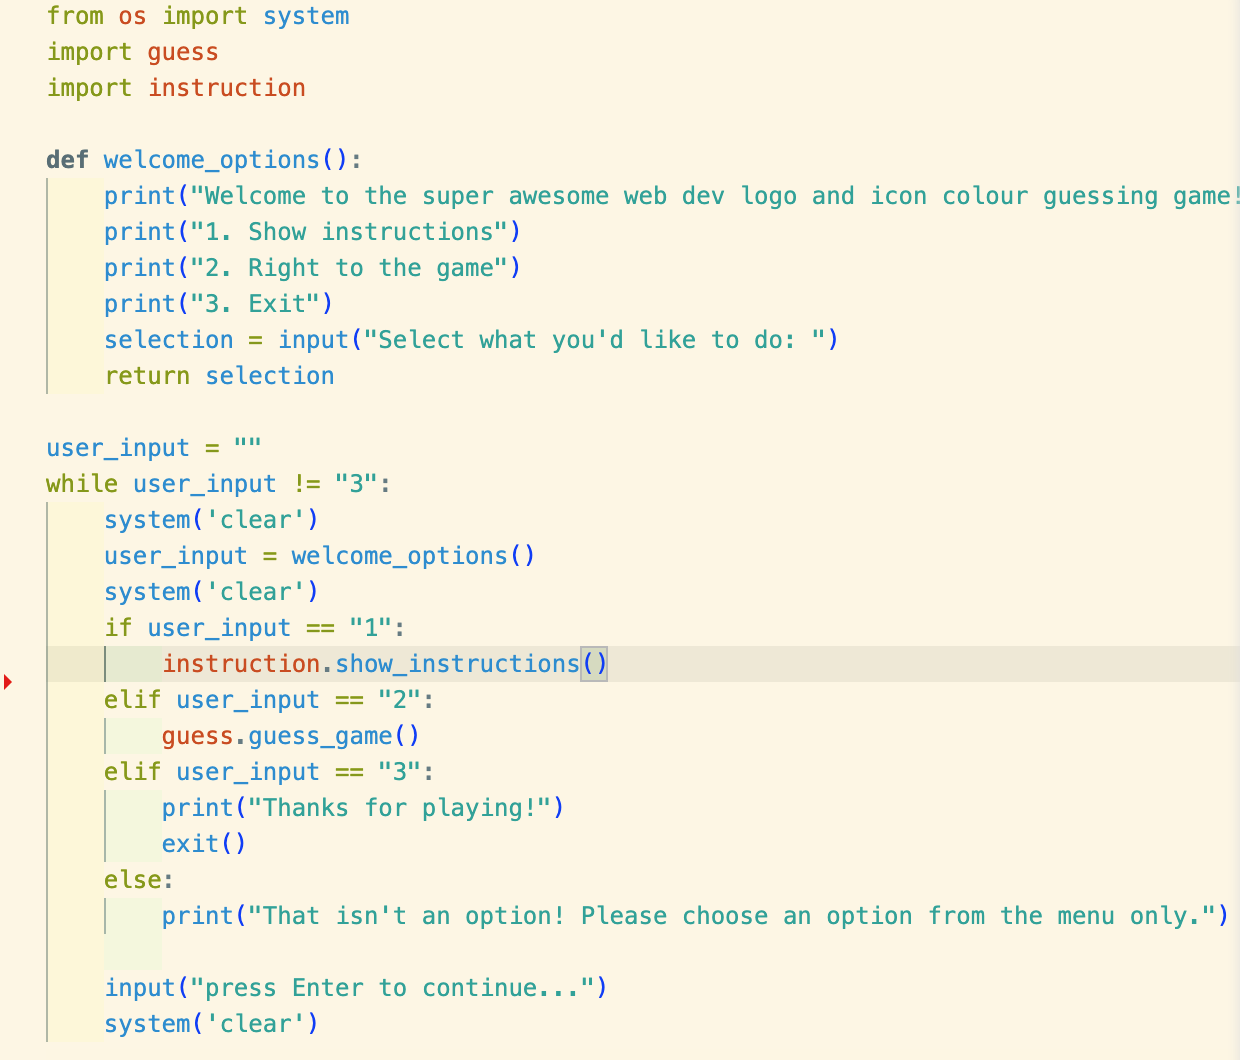 from os import system
import guess
import instruction

def welcome_options():
    print("Welcome to the super awesome web dev logo and icon colour guessing game!
    print("1. Show instructions")
    print("2. Right to the game")
    print("3. Exit")
    selection = input("Select what you'd like to do: ")
    return selection

user_input = ""
while user_input != "3":
    system('clear')
    user_input = welcome_options()
    system('clear')
    if user_input == "1":
        instruction.show_instructions()
    elif user_input == "2":
        guess.guess_game()
    elif user_input == "3":
        print("Thanks for playing!")
        exit()
    else:
        print("That isn't an option! Please choose an option from the menu only.")

    input("press Enter to continue...")
    system('clear')